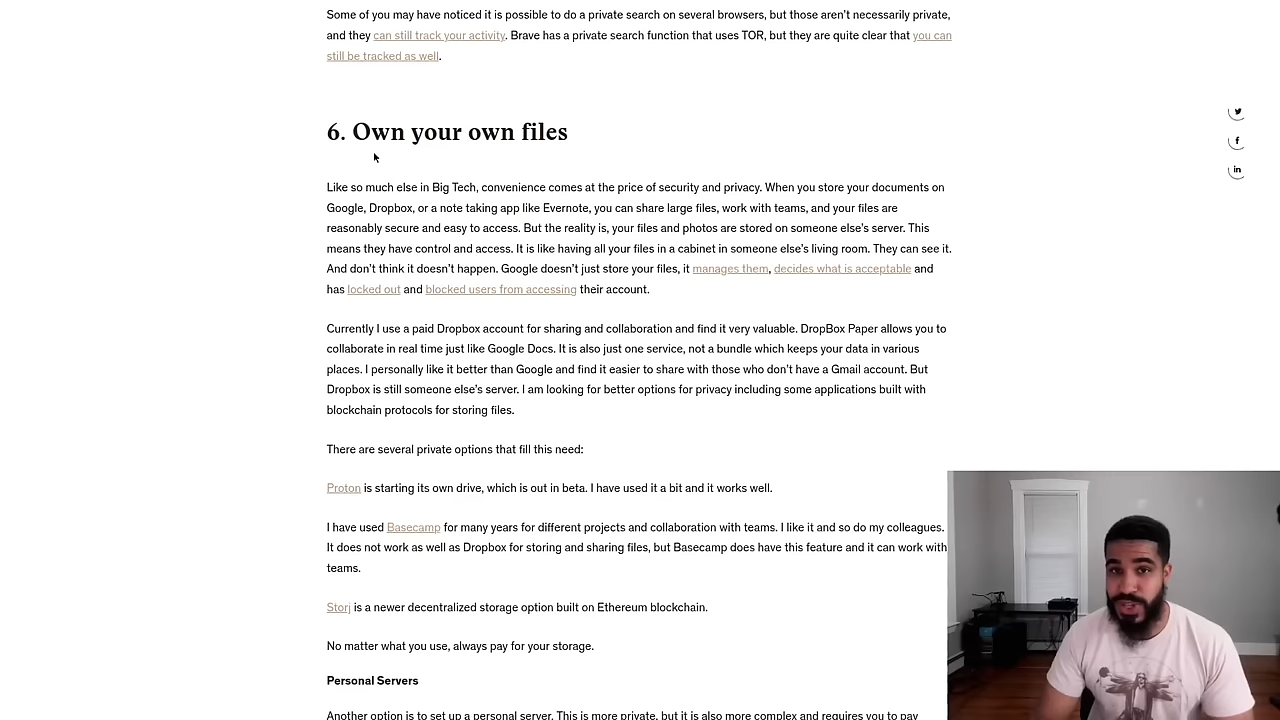 Some of you may have noticed it is possible to do a private search on several browsers, but those aren't necessarily private,
and they can still track your activity. Brave has a private search function that uses TOR, but they are quite clear that you can
still be tracked as well.
6. Own your own files
Like so much else in Big Tech, convenience comes at the price of security and privacy. When you store your documents on
Google, Dropbox, or a note taking app like Evernote, you can share large files, work with teams, and your files are
reasonably secure and easy to access. But the reality is, your files and photos are stored on someone else's server. This
means they have control and access. It is like having all your files in a cabinet in someone else's living room. They can see it.
And don't think it doesn't happen. Google doesn't just store your files, it manages them, decides what is acceptable and
has locked out and blocked users from accessing their account.
Currently I use a paid Dropbox account for sharing and collaboration and find it very valuable. DropBox Paper allows you to
collaborate in real time just like Google Docs. It is also just one service, not a bundle which keeps your data in various
places. I personally like it better than Google and find it easier to share with those who don't have a Gmail account. But
Dropbox is still someone else's server. I am looking for better options for privacy including some applications built with
blockchain protocols for storing files.
There are several private options that fill this need:
Proton is starting its own drive, which is out in beta. I have used it a bit and it works well.
I have used Basecamp for many years for different projects and collaboration with teams. I like it and so do my colleagues.
It does not work as well as Dropbox for storing and sharing files, but Basecamp does have this feature and it can work with
teams.
Storj is a newer decentralized storage option built on Ethereum blockchain.
No matter what you use, always pay for your storage.
Personal Servers
Another option is to set up a personal server. This is more private, but it is also more complex and requires you to pay